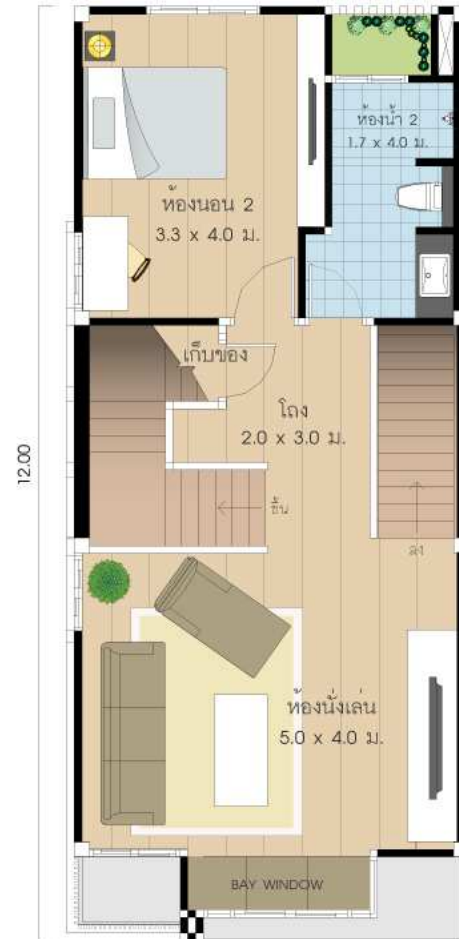 ห้องน้ำ 2
1.7 x 4.0 ม.
ห้องนอน 2
3.3 x 4.0 ม.
เก็บของ
โถง
2.0 x 3.0 ม.
12.00
ขึ้น
ลง
ห้องนั่งเล่น
5.0 x 4.0 ม.
BAY WINDOW